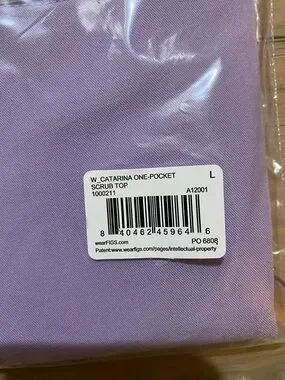 W_CATARINA ONE-POCKET L
SCRUB TOP
1000211 A12001
8 40462 45964 6
wearFIGS.com PO 6808
Patent:www.wearfigs.com/pages/intellectual-property